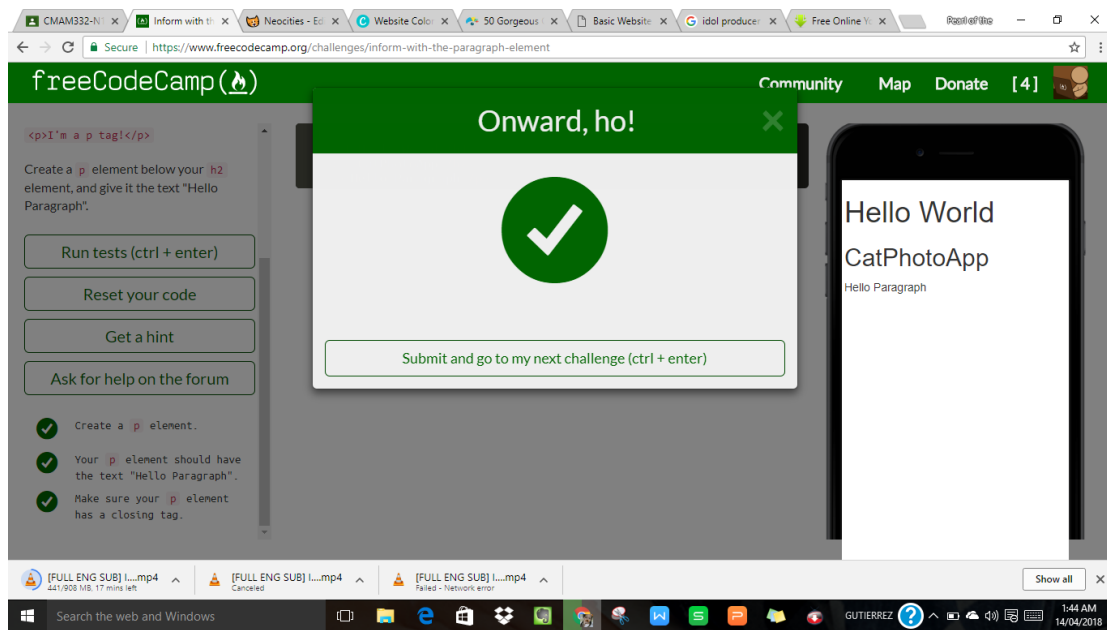 CMAM332-N1
Inform with th
Neocities - Ed
Website Color
50 Gorgeous
Basic Website
idol producer
Free Online
Secure | https://www.freecodecamp.org/challenges/inform-with-the-paragraph-element
freeCodeCamp
Community Map Donate [4]
<p>I'm a p tag!</p>
Create a p element below your h2
element, and give it the text "Hello
Paragraph".
Run tests (ctrl + enter)
Reset your code
Get a hint
Ask for help on the forum
Create a p element.
Your p element should have
the text "Hello Paragraph".
Make sure your p element
has a closing tag.
Onward, ho!
Submit and go to my next challenge (ctrl + enter)
Hello World
CatPhotoApp
Hello Paragraph
[FULL ENG SUB] I....mp4
441/908 MB, 17 mins left
[FULL ENG SUB] I....mp4
Canceled
[FULL ENG SUB] I....mp4
Failed - Network error
Show all
Search the web and Windows
GUTIERREZ
1:44 AM
14/04/2018